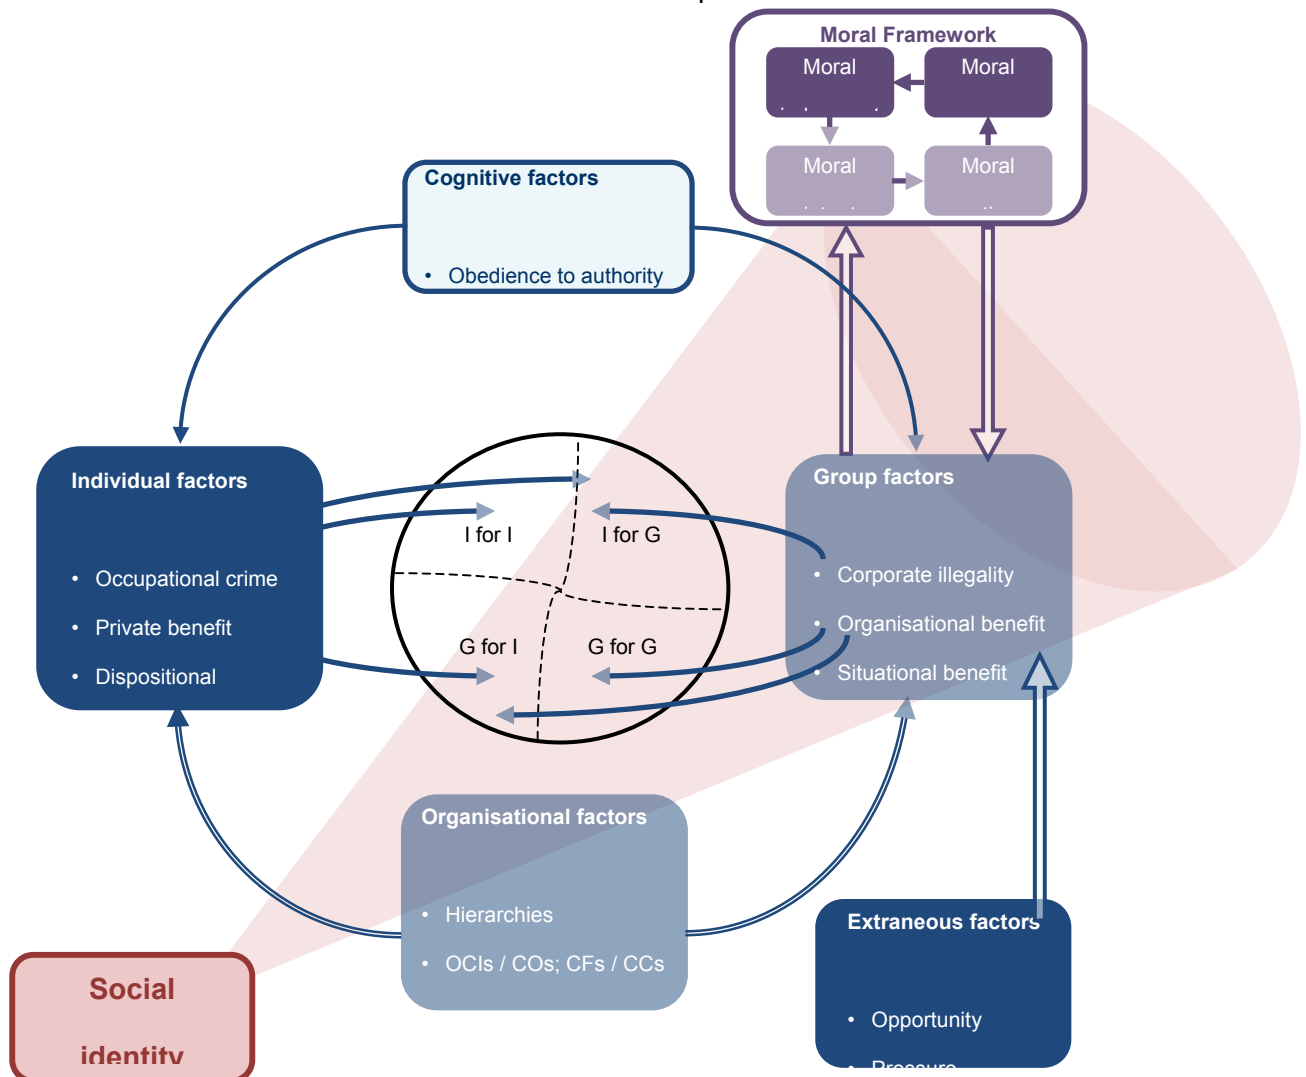 Moral Framework
Moral
Moral
Moral
Moral
Cognitive factors
• Obedience to authority
Individual factors
• Occupational crime
• Private benefit
• Dispositional
I for I
I for G
G for I
G for G
Group factors
• Corporate illegality
• Organisational benefit
• Situational benefit
Organisational factors
• Hierarchies
• OCIs / COs; CFs / CCs
Extraneous factors
• Opportunity
• Pressure
Social
identity